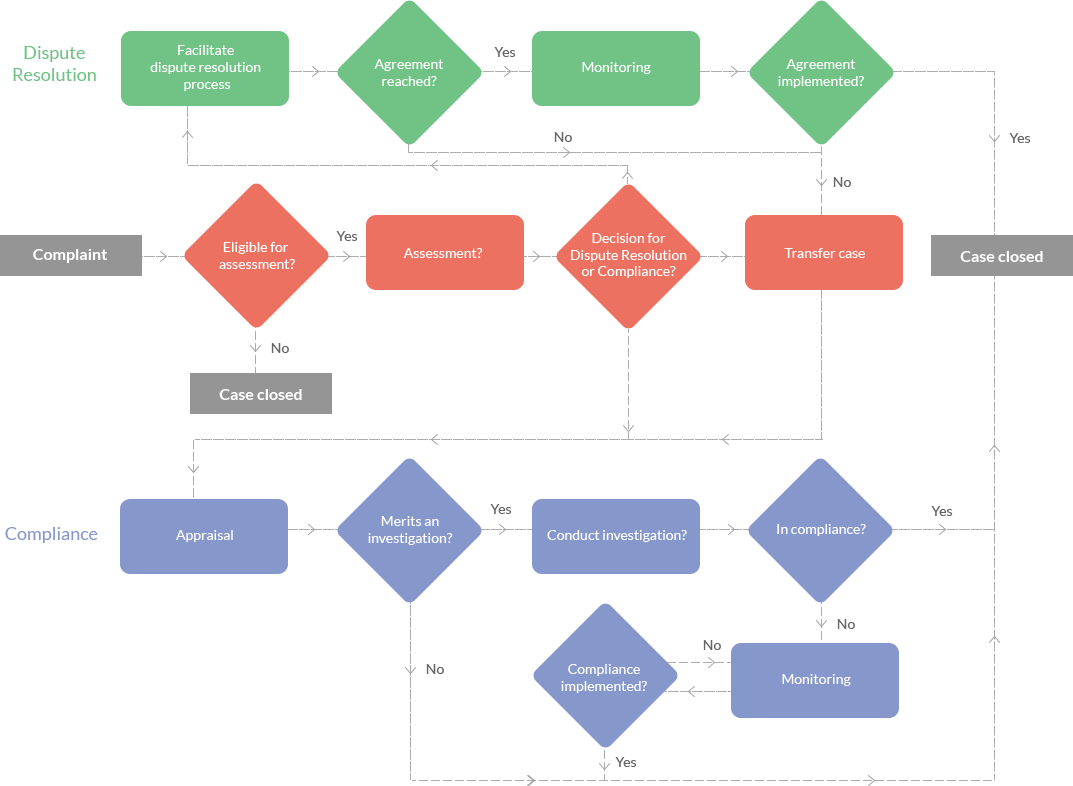 Dispute
Resolution
Facilitate
dispute resolution
process
Agreement
reached?
Yes
Monitoring
Agreement
implemented?
Yes
No
No
Complaint
Eligible for
assessment?
Yes
Assessment?
Decision for
Dispute Resolution
or Compliance?
Transfer case
Case closed
No
Case closed
Compliance
Appraisal
Merits an
investigation?
Yes
Conduct investigation?
In compliance?
Yes
No
No
Compliance
implemented?
No
Monitoring
Yes